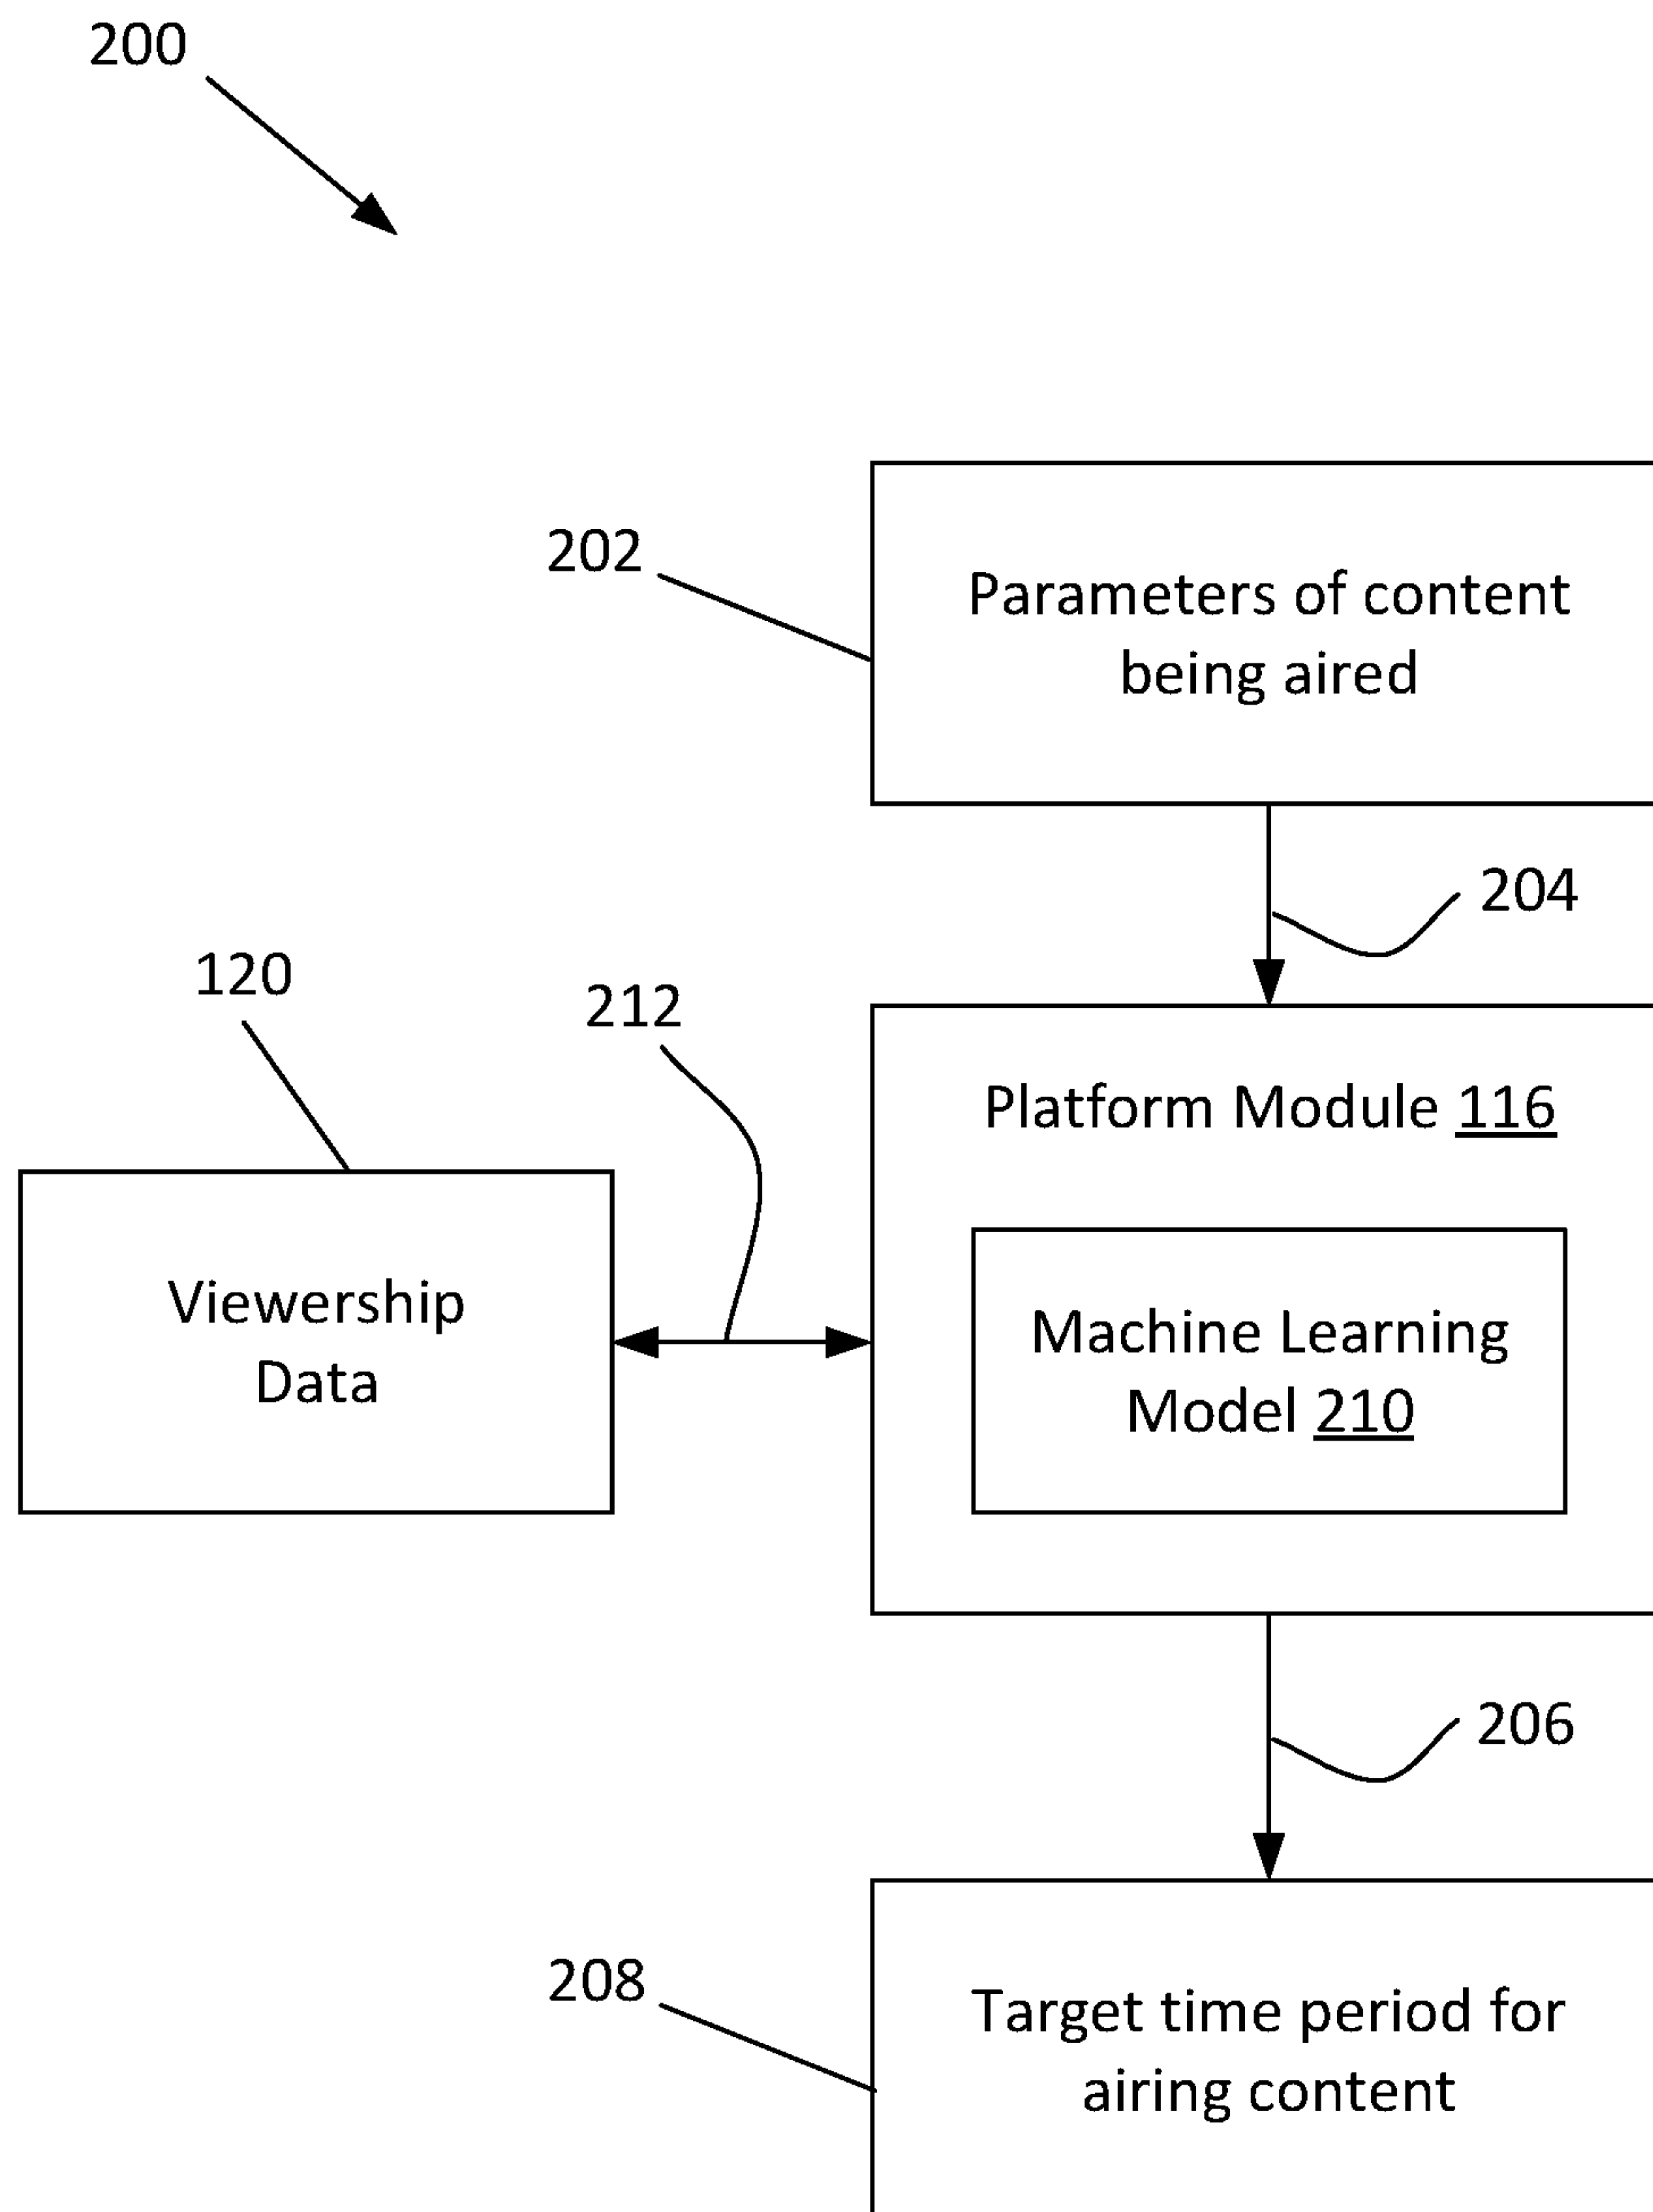 200
202
Parameters of content
being aired
204
120
212
Platform Module 116
Viewership
Data
Machine Learning
Model 210
206
208
Target time period for
airing content